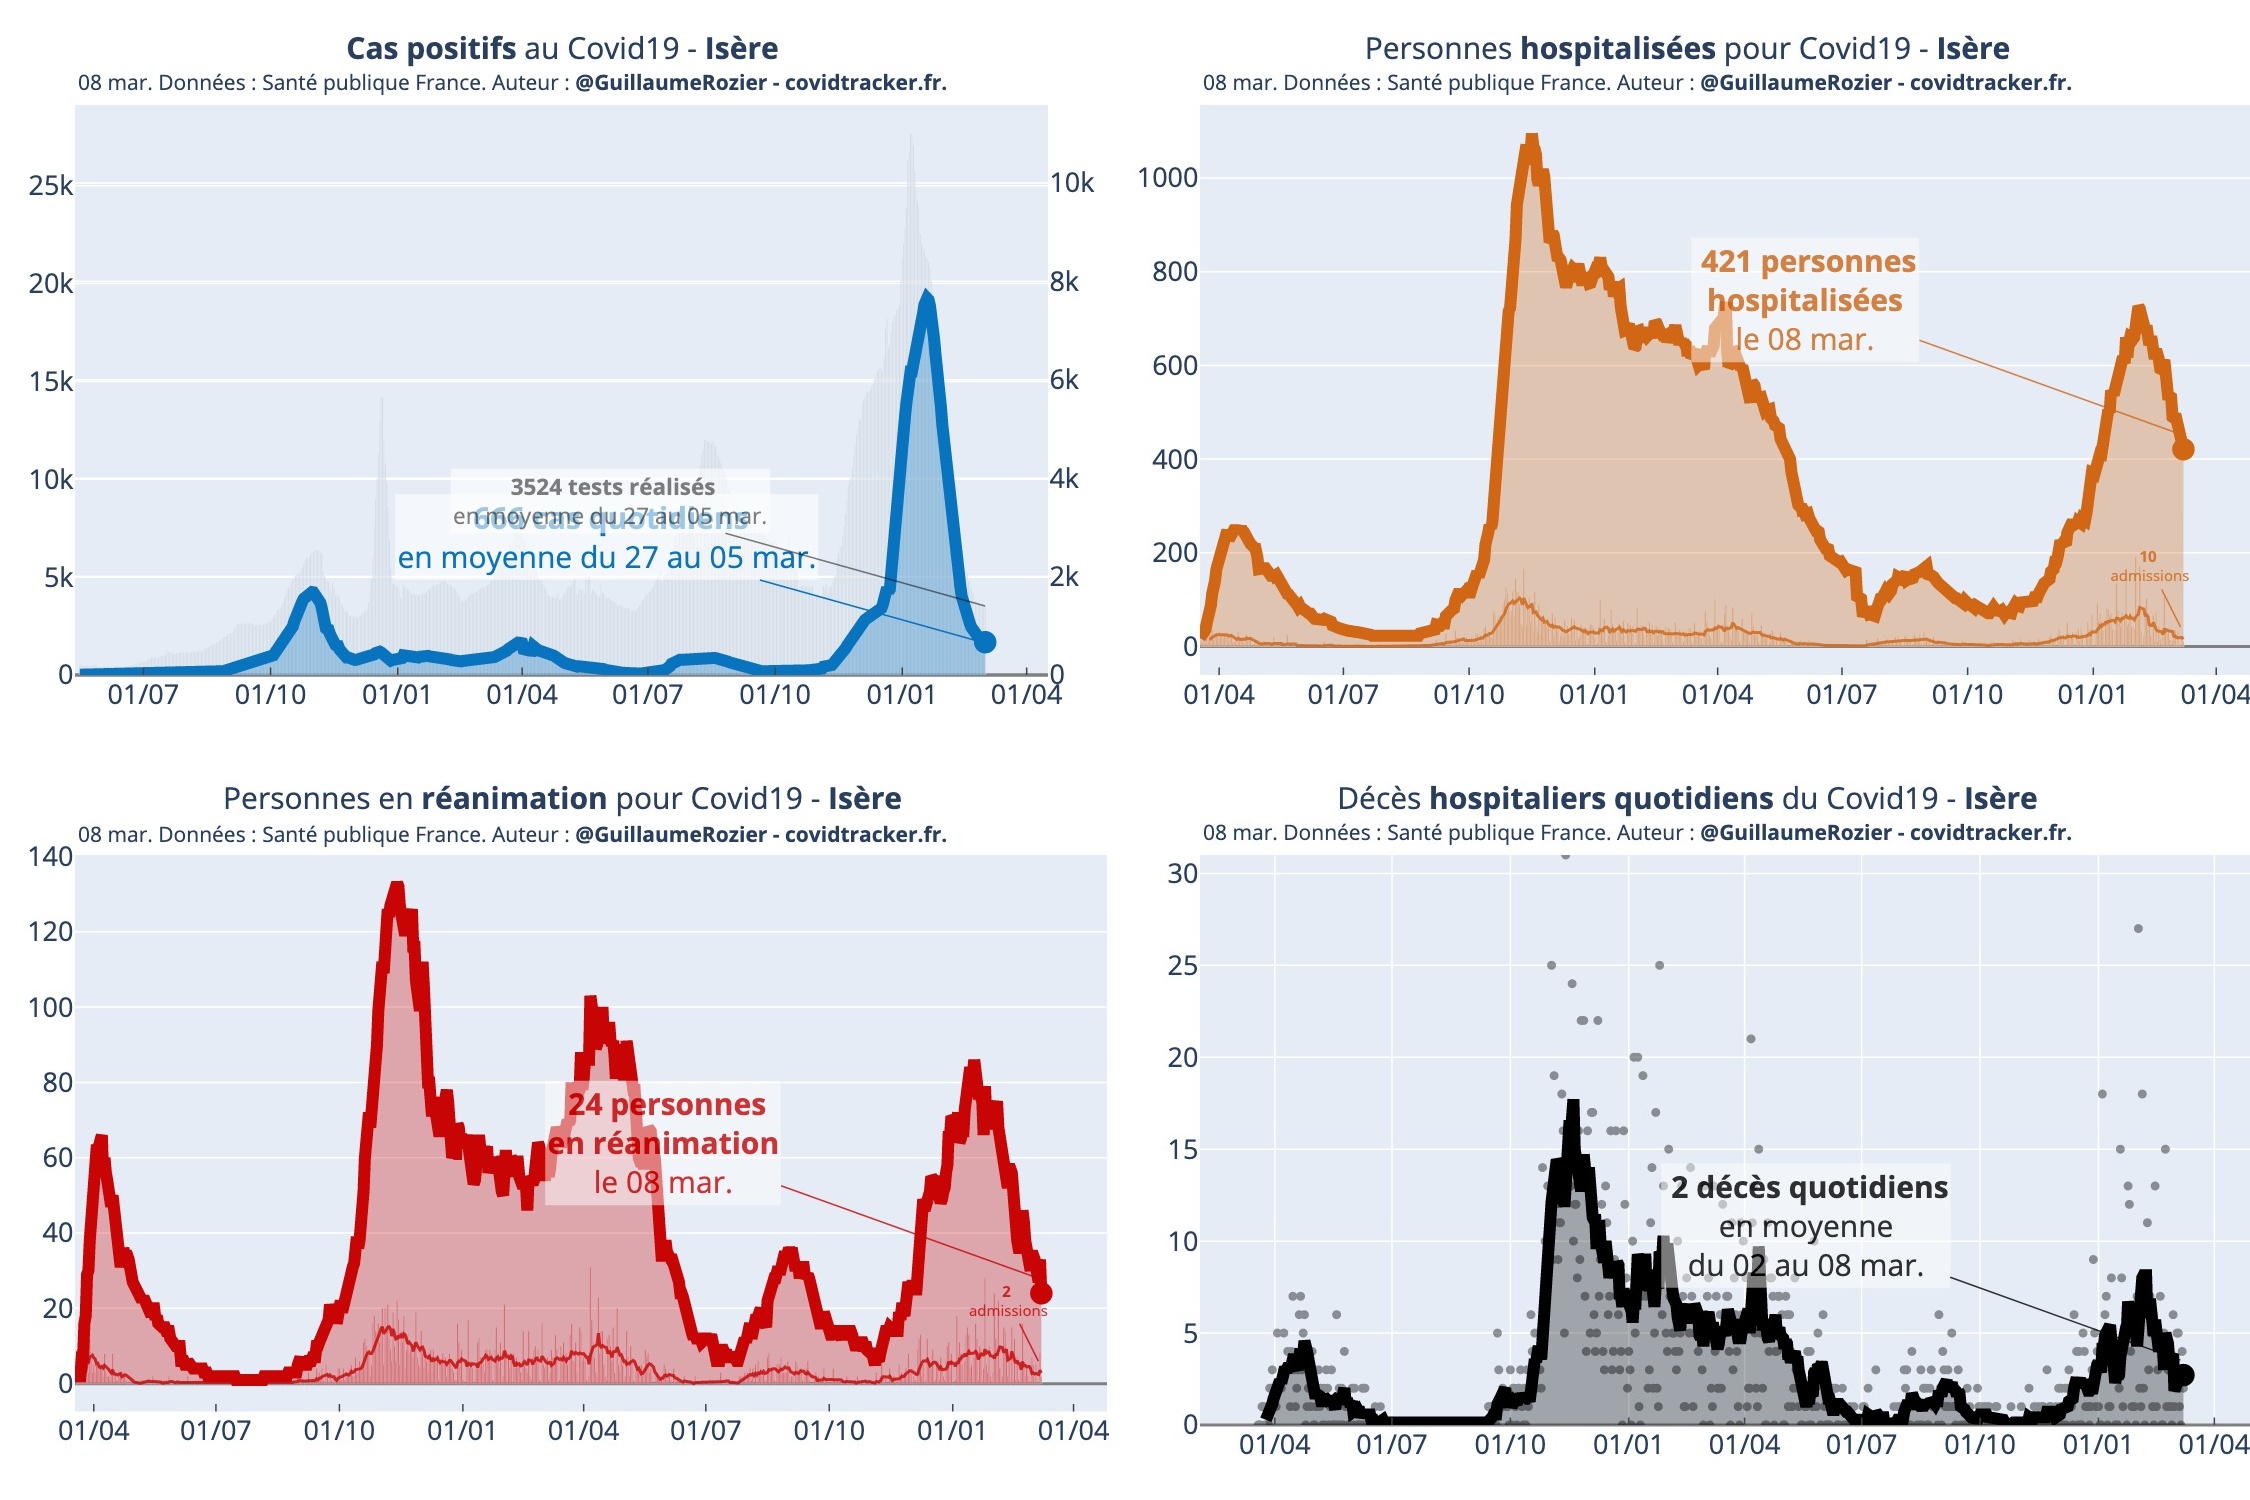 Cas positifs au Covid19 - Isère
08 mar. Données : Santé publique France. Auteur : @GuillaumeRozier - covidtracker.fr.
25k
20k
15k
10k
5k
0
10k
8k
6k
4k
2k
0
3524 tests réalisés
en moyenne du 27 au 05 mar.
666 cas quotidiens
en moyenne du 27 au 05 mar.
01/07 01/10 01/01 01/04 01/07 01/10 01/01 01/04
Personnes hospitalisées pour Covid19 - Isère
08 mar. Données : Santé publique France. Auteur : @GuillaumeRozier - covidtracker.fr.
1000
800
600
400
200
0
421 personnes
hospitalisées
le 08 mar.
10
admissions
01/04 01/07 01/10 01/01 01/04 01/07 01/10 01/01 01/04
Personnes en réanimation pour Covid19 - Isère
08 mar. Données : Santé publique France. Auteur : @GuillaumeRozier - covidtracker.fr.
140
120
100
80
60
40
20
0
24 personnes
en réanimation
le 08 mar.
2
admissions
01/04 01/07 01/10 01/01 01/04 01/07 01/10 01/01 01/04
Décès hospitaliers quotidiens du Covid19 - Isère
08 mar. Données : Santé publique France. Auteur : @GuillaumeRozier - covidtracker.fr.
30
25
20
15
10
5
0
2 décès quotidiens
en moyenne
du 02 au 08 mar.
01/04 01/07 01/10 01/01 01/04 01/07 01/10 01/01 01/04